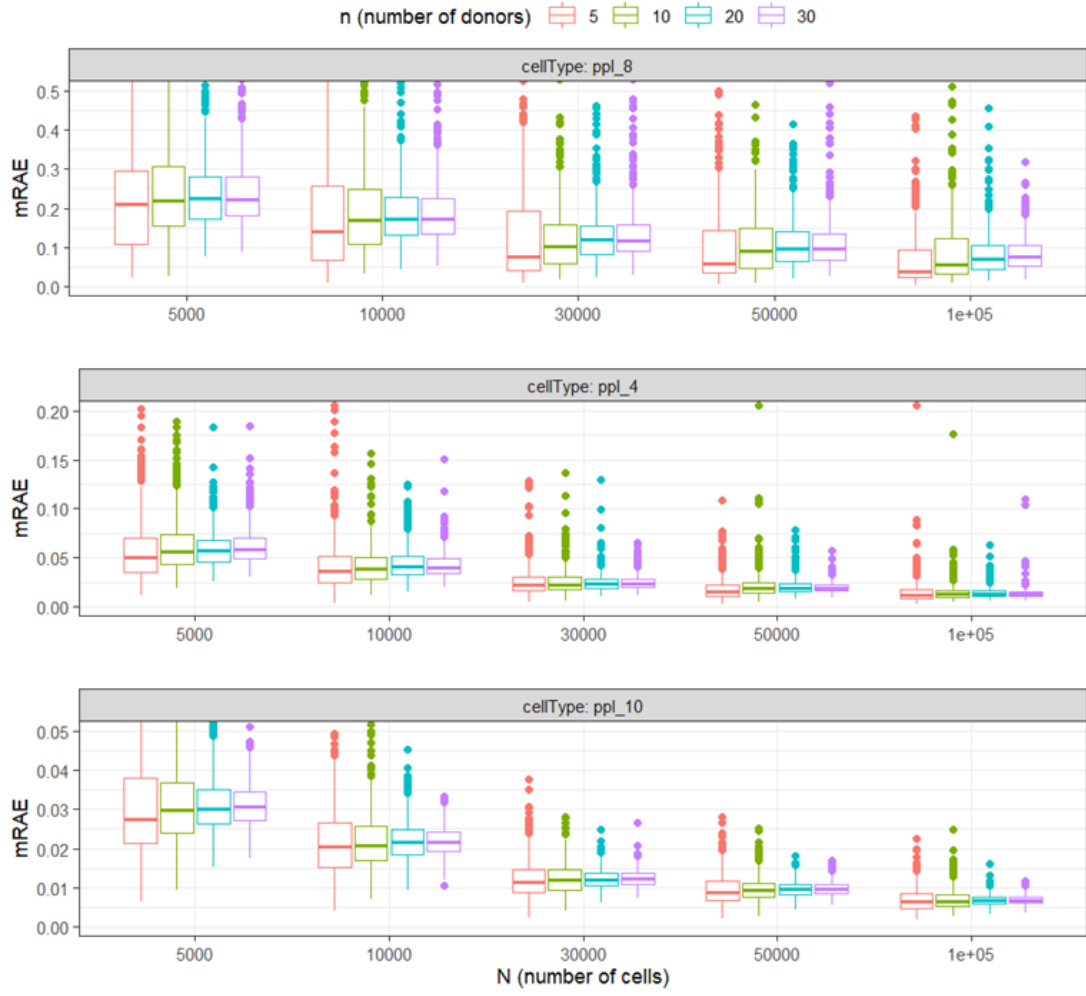 n (number of donors) 5 10 20 30
cellType: ppl_8
mRAE
0.5
0.4
0.3
0.2
0.1
0.0
5000 10000 30000 50000 1e+05
cellType: ppl_4
mRAE
0.20
0.15
0.10
0.05
0.00
5000 10000 30000 50000 1e+05
cellType: ppl_10
mRAE
0.05
0.04
0.03
0.02
0.01
0.00
5000 10000 30000 50000 1e+05
N (number of cells)